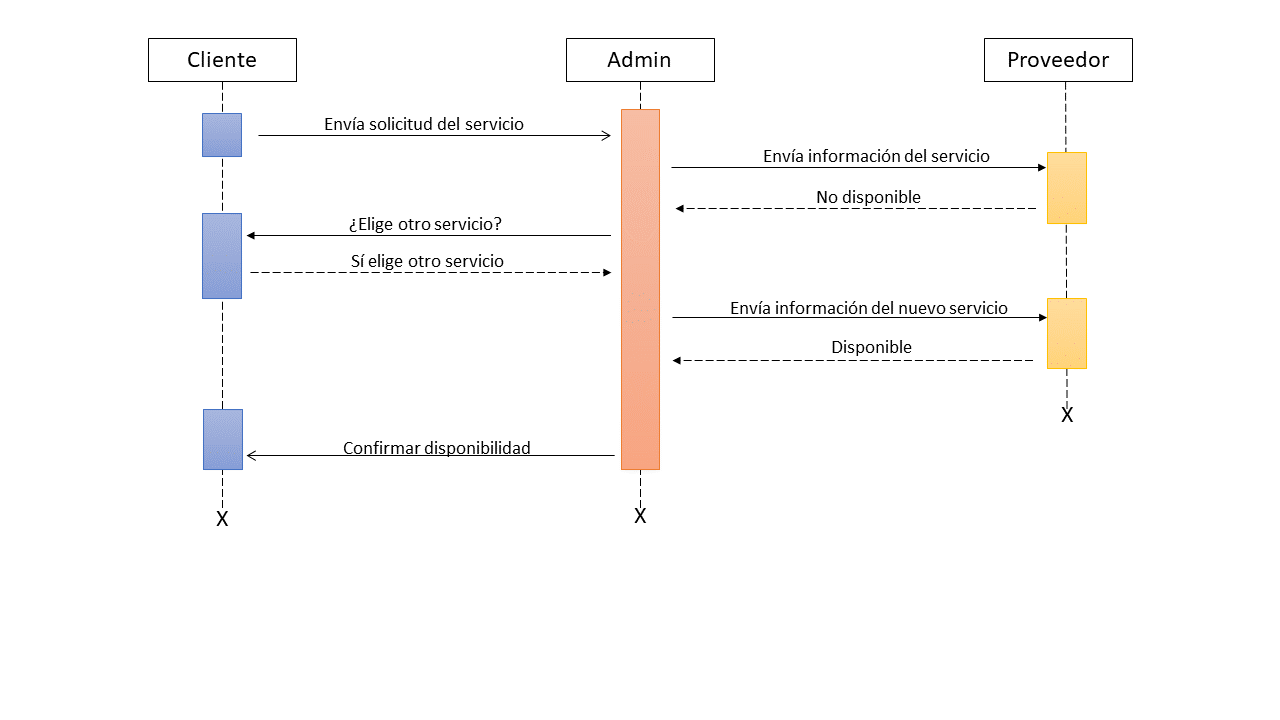 Cliente
Admin
Proveedor
Envía solicitud del servicio
Envía información del servicio
No disponible
¿Elige otro servicio?
Sí elige otro servicio
Envía información del nuevo servicio
Disponible
X
Confirmar disponibilidad
X
X